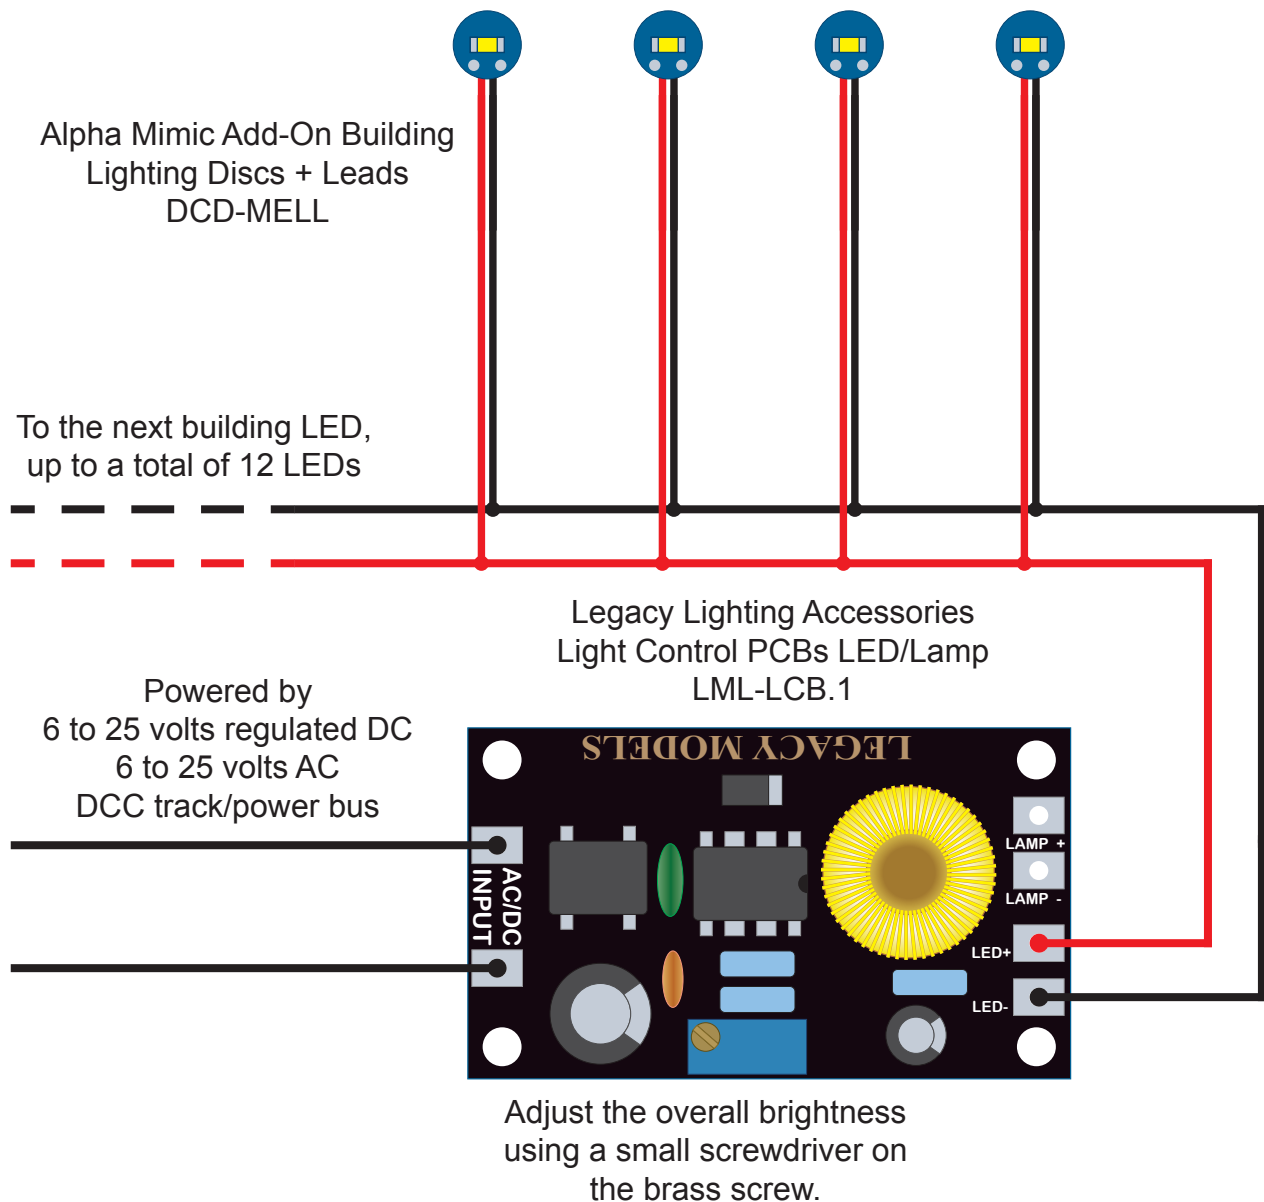 Alpha Mimic Add-On Building
Lighting Discs + Leads
DCD-MELL
To the next building LED,
up to a total of 12 LEDs
Legacy Lighting Accessories
Light Control PCBs LED/Lamp
LML-LCB.1
Powered by
6 to 25 volts regulated DC
6 to 25 volts AC
DCC track/power bus
LEGACY MODELS
AC/DC
INPUT
LAMP +
LAMP -
LED+
LED-
Adjust the overall brightness
using a small screwdriver on
the brass screw.